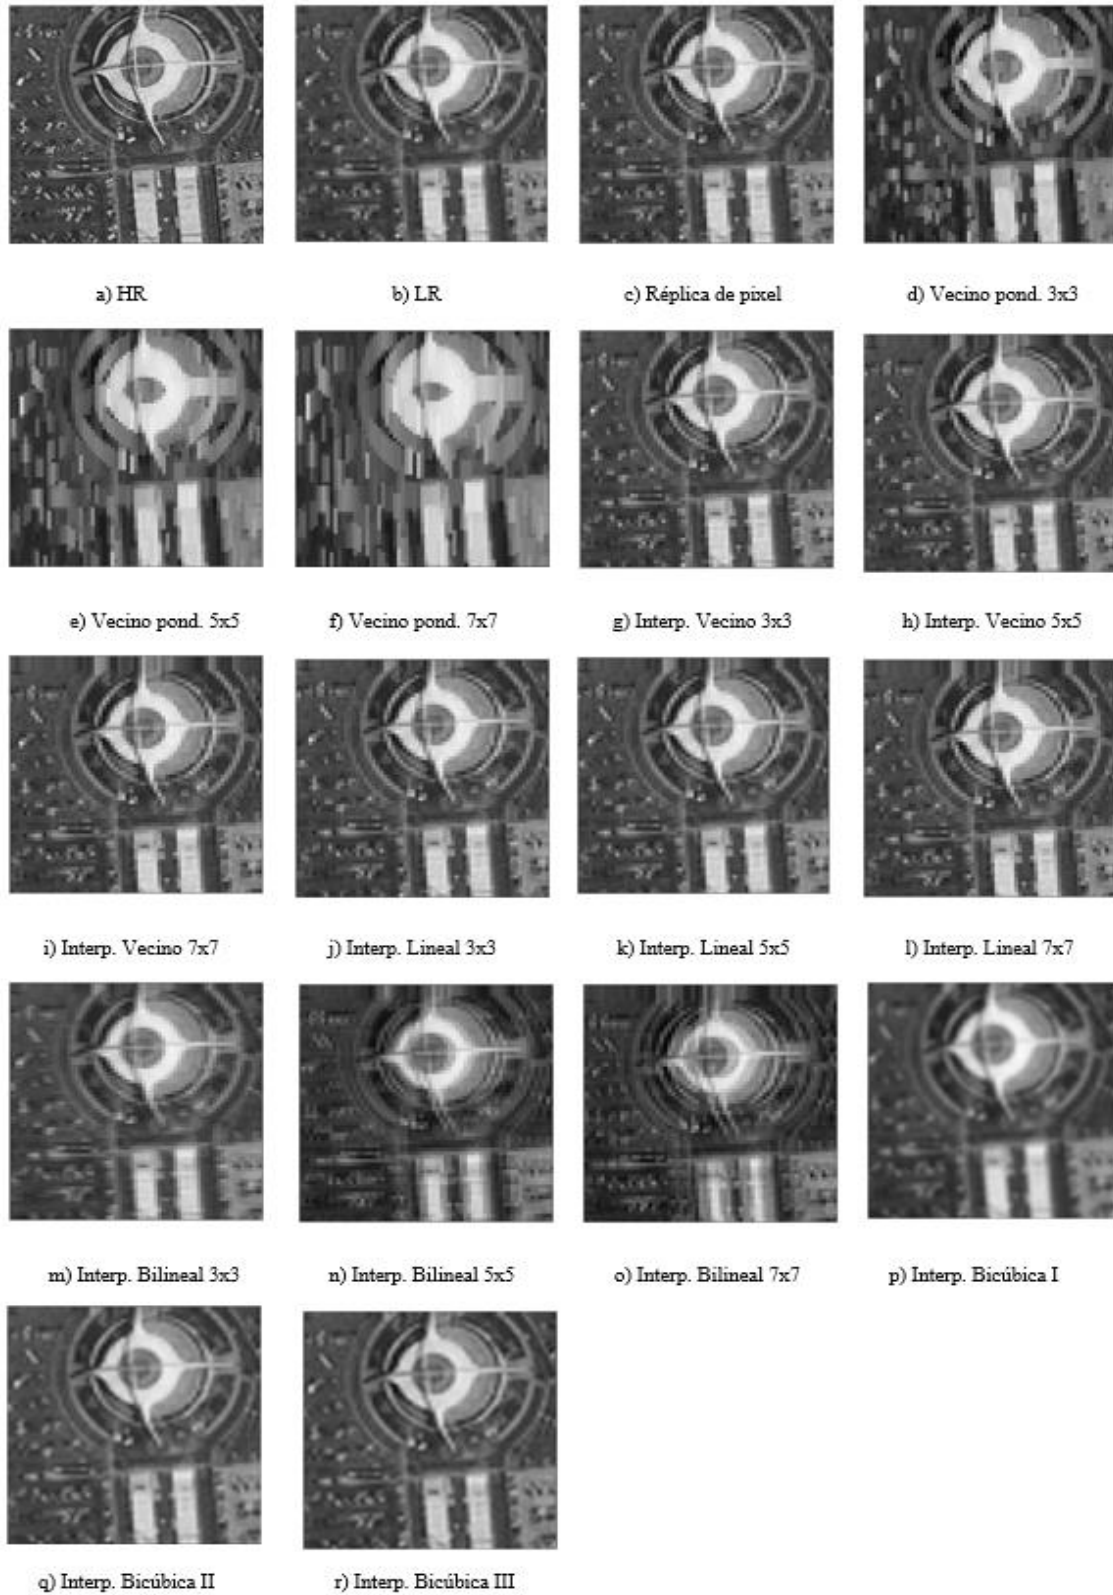 a) HR
b) LR
c) Réplica de pixel
d) Vecino pond. 3x3
e) Vecino pond. 5x5
f) Vecino pond. 7x7
g) Interp. Vecino 3x3
h) Interp. Vecino 5x5
i) Interp. Vecino 7x7
j) Interp. Lineal 3x3
k) Interp. Lineal 5x5
l) Interp. Lineal 7x7
m) Interp. Bilineal 3x3
n) Interp. Bilineal 5x5
o) Interp. Bilineal 7x7
p) Interp. Bicúbica I
q) Interp. Bicúbica II
r) Interp. Bicúbica III